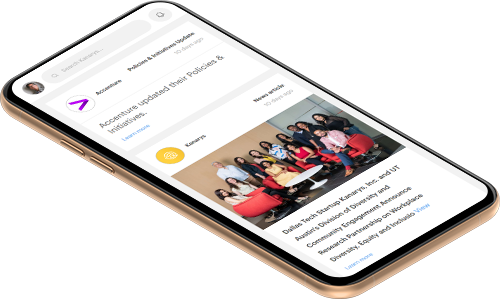 Search Kanarys...
Accenture
Policies & Initiatives Update
10 days ago
Accenture updated their Policies &
Initiatives.
Learn more
Kanarys
News article
10 days ago
Dallas Tech Startup Kanarys, Inc. and UT
Austin's Division of Diversity and
Community Engagement Announce
Research Partnership on Workplace
Diversity, Equity and Inclusio View
Learn more